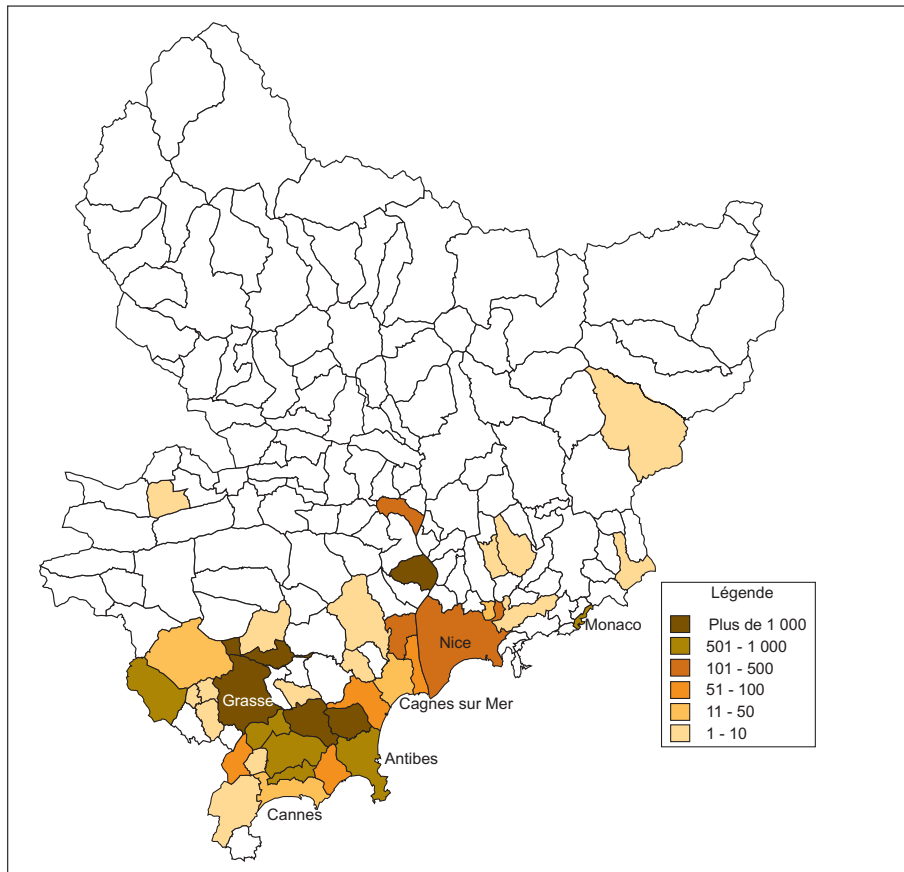 Légende
Plus de 1 000
501 - 1 000
101 - 500
51 - 100
11 - 50
1 - 10
Monaco
Nice
Grasse
Cagnes sur Mer
Antibes
Cannes